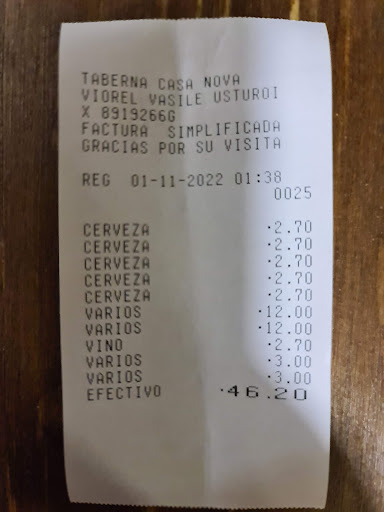 TABERNA CASA NOVA
VIOREL VASILE USTUROI
X 8919266G
FACTURA SIMPLIFICADA
GRACIAS POR SU VISITA
REG 01-11-2022 01:38
0025
CERVEZA ·2.70
CERVEZA ·2.70
CERVEZA ·2.70
CERVEZA ·2.70
CERVEZA ·2.70
VARIOS ·12.00
VARIOS ·12.00
VINO ·2.70
VARIOS ·3.00
VARIOS ·3.00
EFECTIVO ·46.20